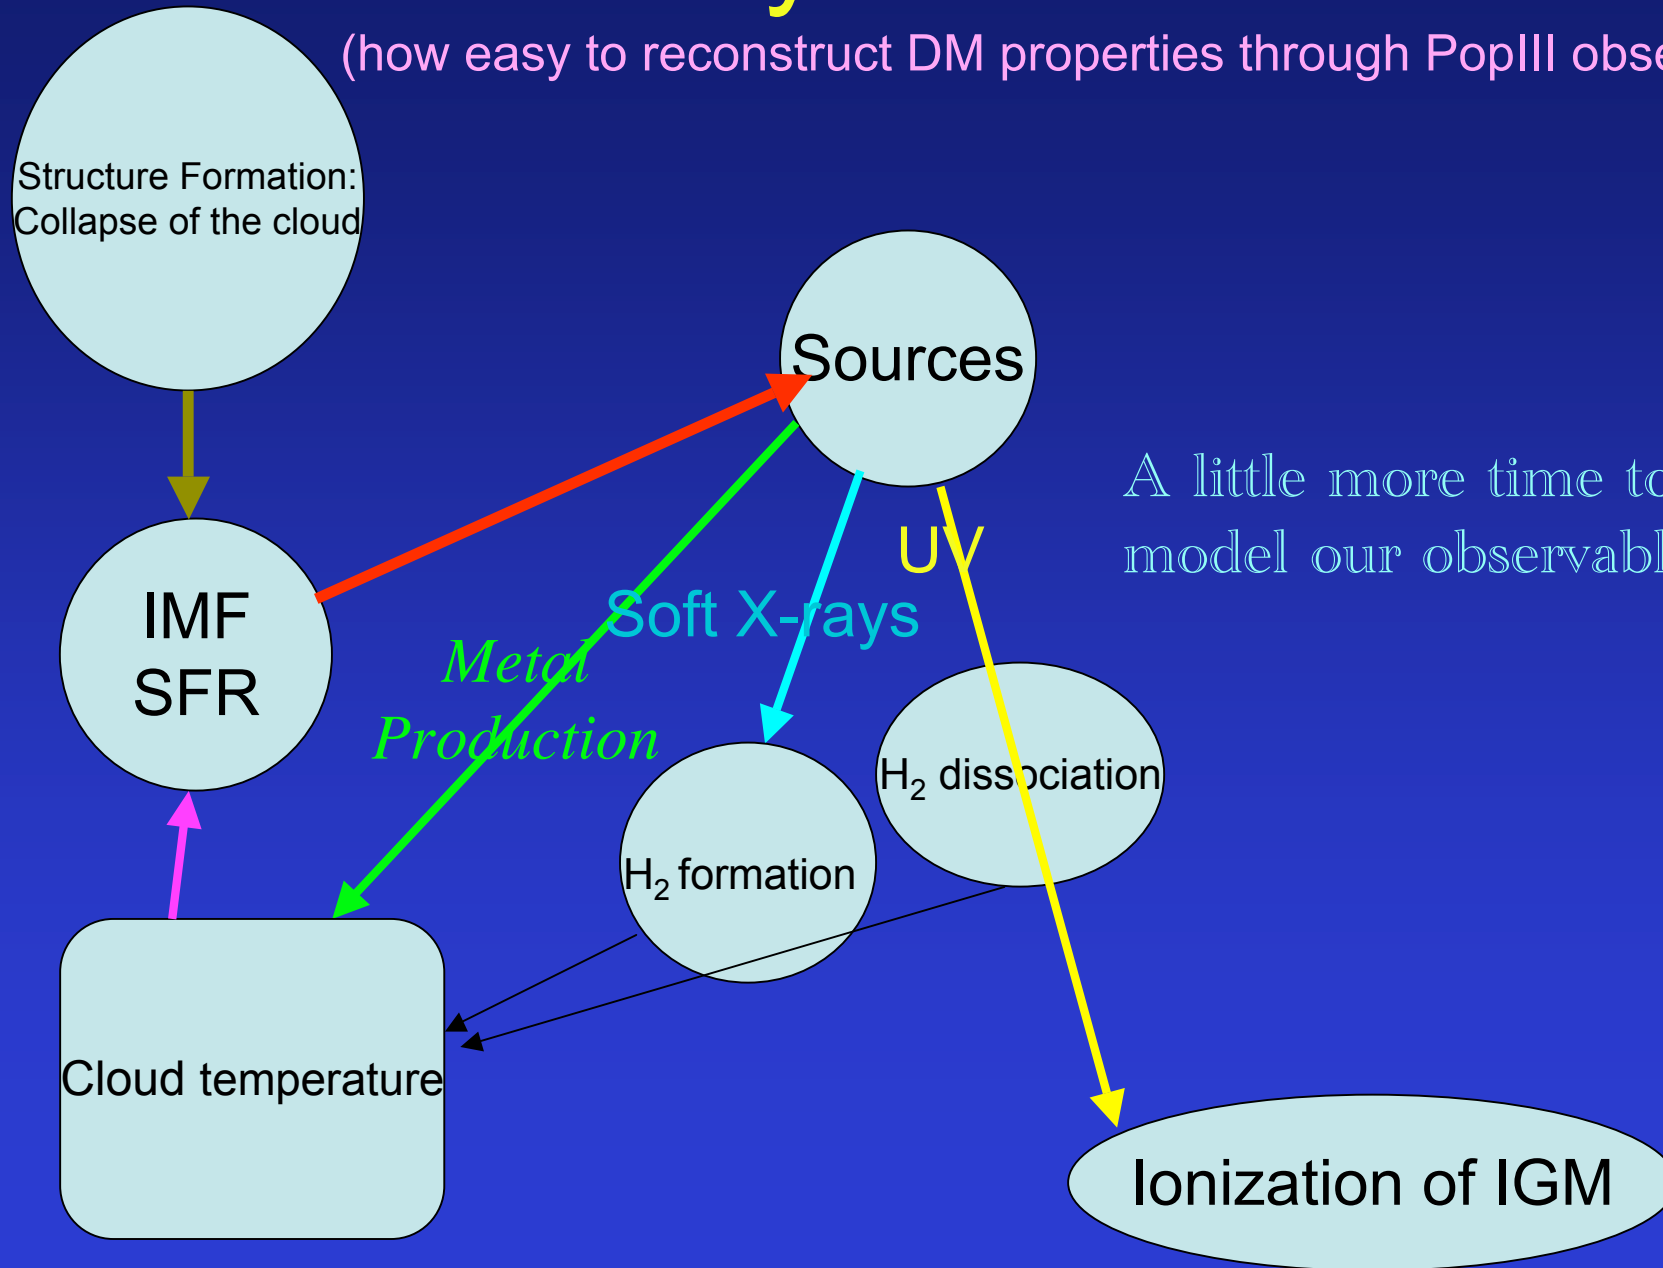 (how easy to reconstruct DM properties through PopIII obse
Structure Formation:
Collapse of the cloud
Sources
A little more time to
model our observabl
UV
Soft X-rays
IMF
SFR
Metal
Production
H₂ dissociation
H₂ formation
Cloud temperature
Ionization of IGM